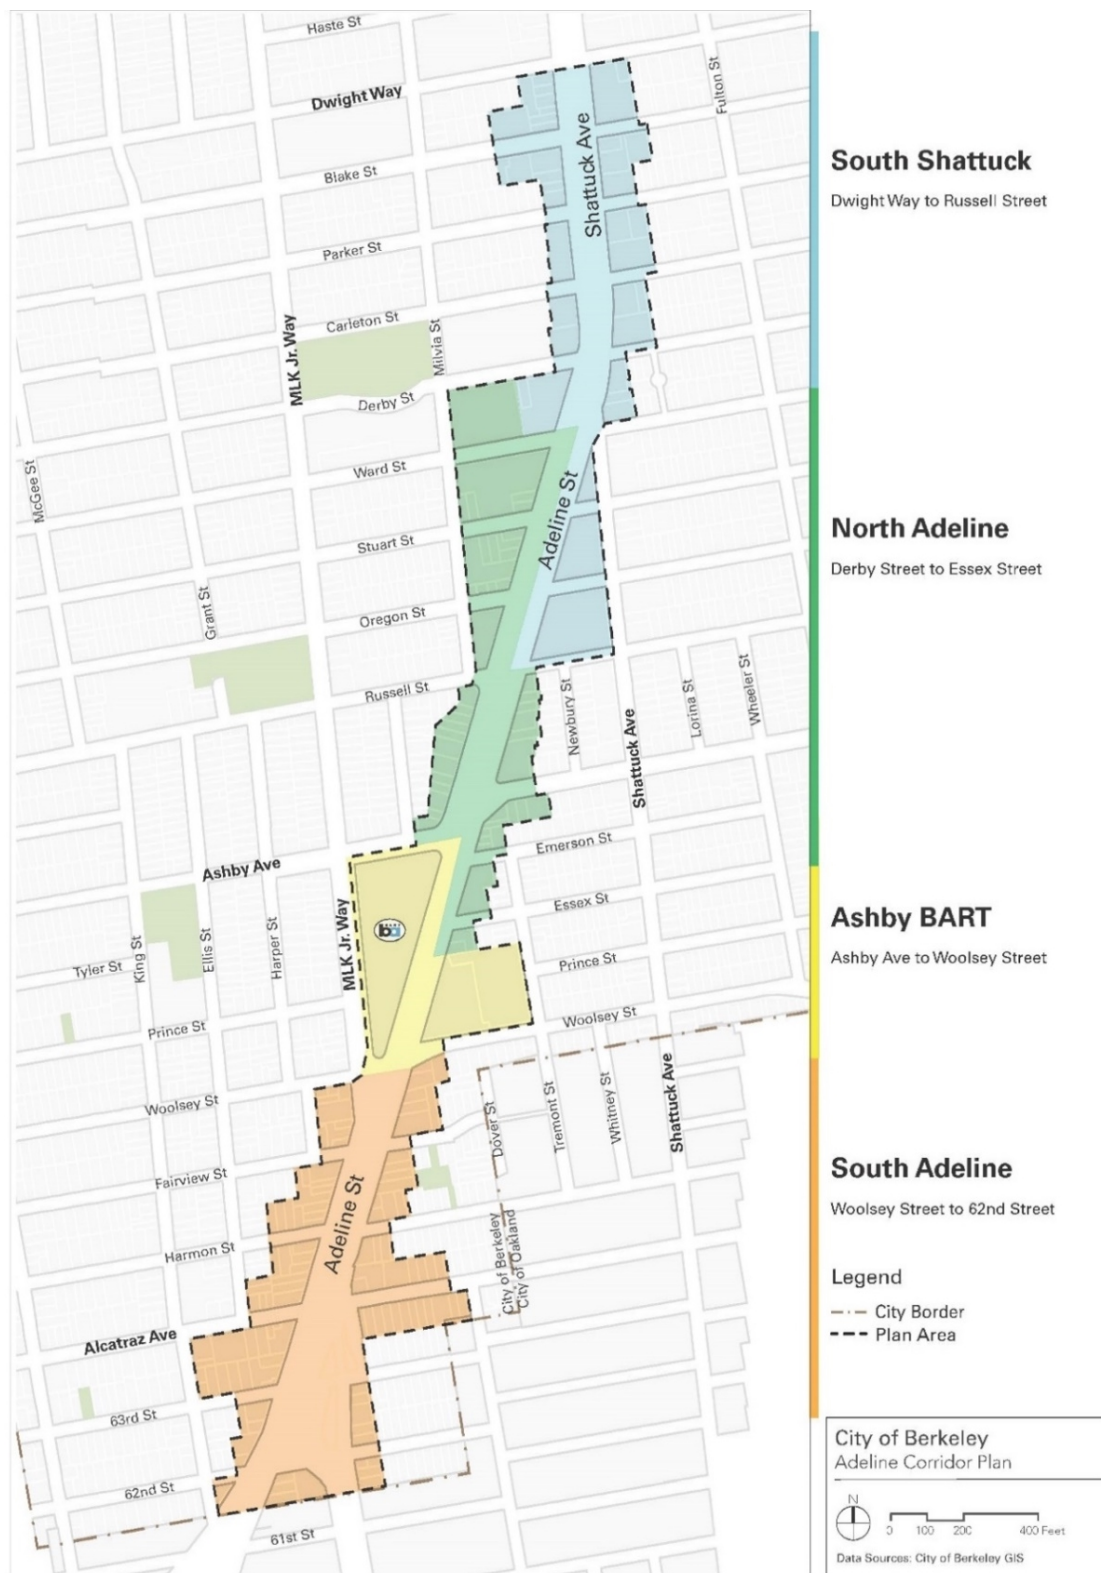 Haste St
Dwight Way
Fulton St
Shattuck Ave
Blake St
Parker St
Carleton St
Milvia St
MLK Jr. Way
Derby St
McGee St
Ward St
Adeline St
Stuart St
Grant St
Oregon St
Russell St
Newbury St
Shattuck Ave
Lorina St
Wheeler St
Emerson St
Ashby Ave
Essex St
MLK Jr. Way
King St
Ellis St
Harper St
Tyler St
Prince St
Prince St
Woolsey St
Woolsey St
Dover St
Tremont St
Whitney St
Shattuck Ave
Fairview St
Adeline St
Harmon St
City of Berkeley
City of Oakland
Alcatraz Ave
63rd St
62nd St
61st St
South Shattuck
Dwight Way to Russell Street
North Adeline
Derby Street to Essex Street
Ashby BART
Ashby Ave to Woolsey Street
South Adeline
Woolsey Street to 62nd Street
Legend
City Border
Plan Area
City of Berkeley
Adeline Corridor Plan
N
0 100 200 400 Feet
Data Sources: City of Berkeley GIS